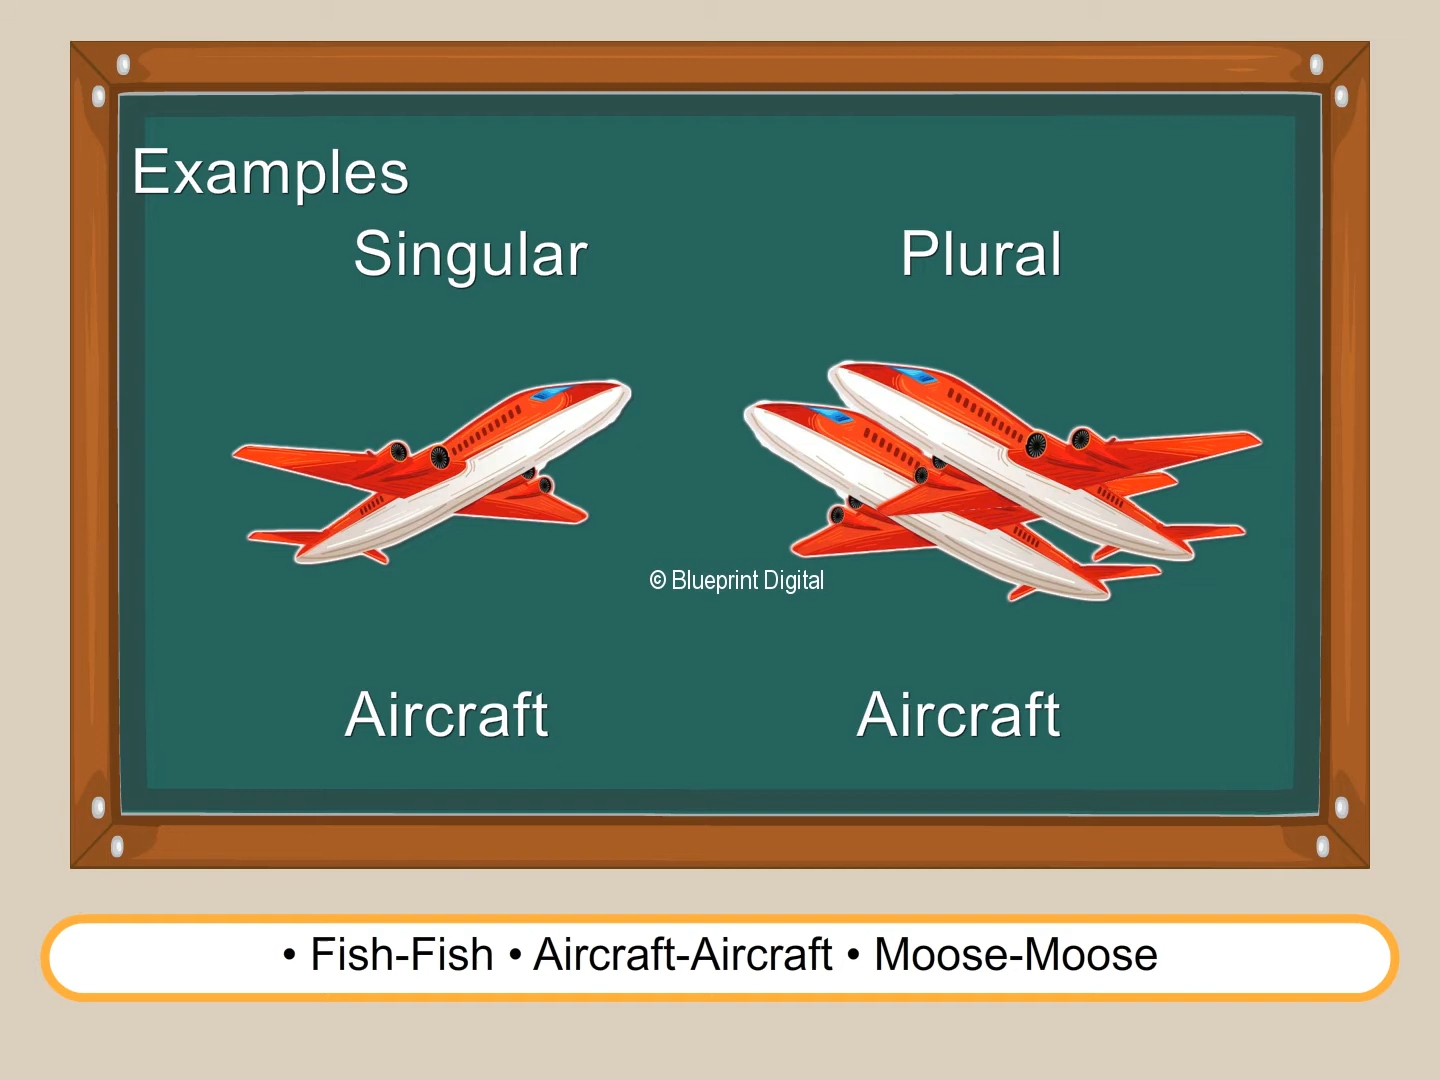 Examples
Singular Plural
© Blueprint Digital
Aircraft Aircraft
• Fish-Fish • Aircraft-Aircraft • Moose-Moose